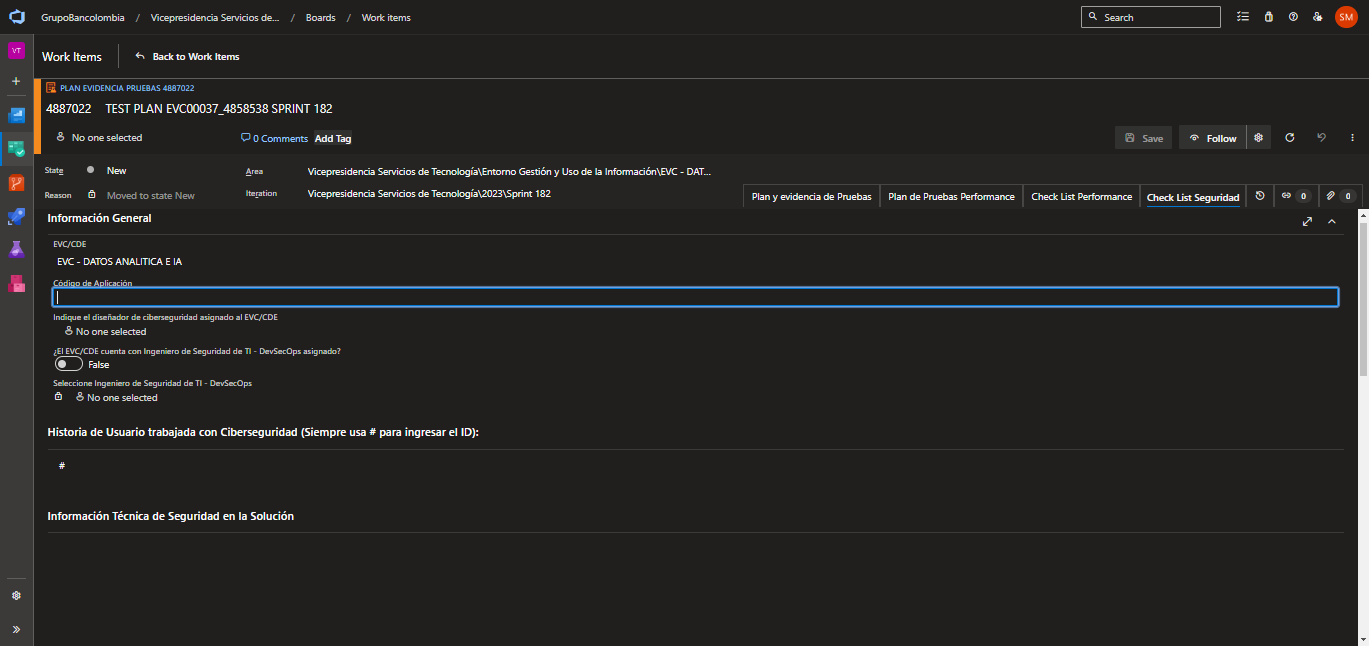 GrupoBancolombia / Vicepresidencia Servicios de... / Boards / Work items
Search
SM
VT
Work Items
Back to Work Items
PLAN EVIDENCIA PRUEBAS 4887022
4887022 TEST PLAN EVC00037_4858538 SPRINT 182
No one selected
0 Comments
Add Tag
Save
Follow
State New
Area Vicepresidencia Servicios de Tecnología\Entorno Gestión y Uso de la Información\EVC - DAT...
Reason Moved to state New
Iteration Vicepresidencia Servicios de Tecnología\2023\Sprint 182
Plan y evidencia de Pruebas
Plan de Pruebas Performance
Check List Performance
Check List Seguridad
0
0
Información General
EVC/CDE
EVC - DATOS ANALITICA E IA
Código de Aplicación
Indique el diseñador de ciberseguridad asignado al EVC/CDE
No one selected
¿El EVC/CDE cuenta con Ingeniero de Seguridad de TI - DevSecOps asignado?
False
Seleccione Ingeniero de Seguridad de TI - DevSecOps
No one selected
Historia de Usuario trabajada con Ciberseguridad (Siempre usa # para ingresar el ID):
#
Información Técnica de Seguridad en la Solución